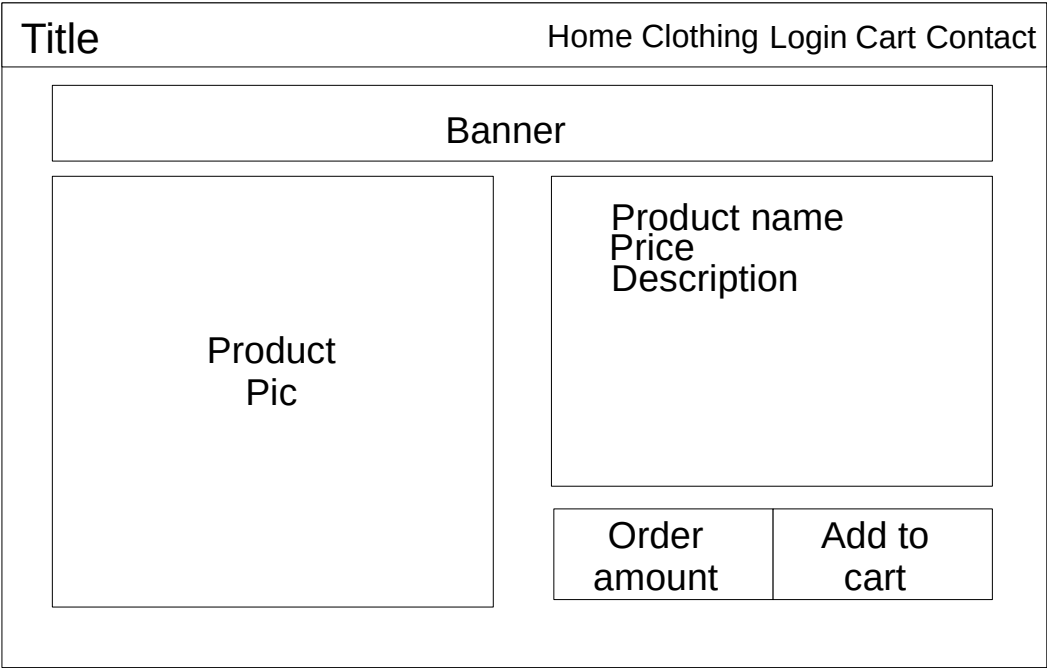 Title
Home Clothing Login Cart Contact
Banner
Product
Pic
Product name
Price
Description
Order
amount
Add to
cart